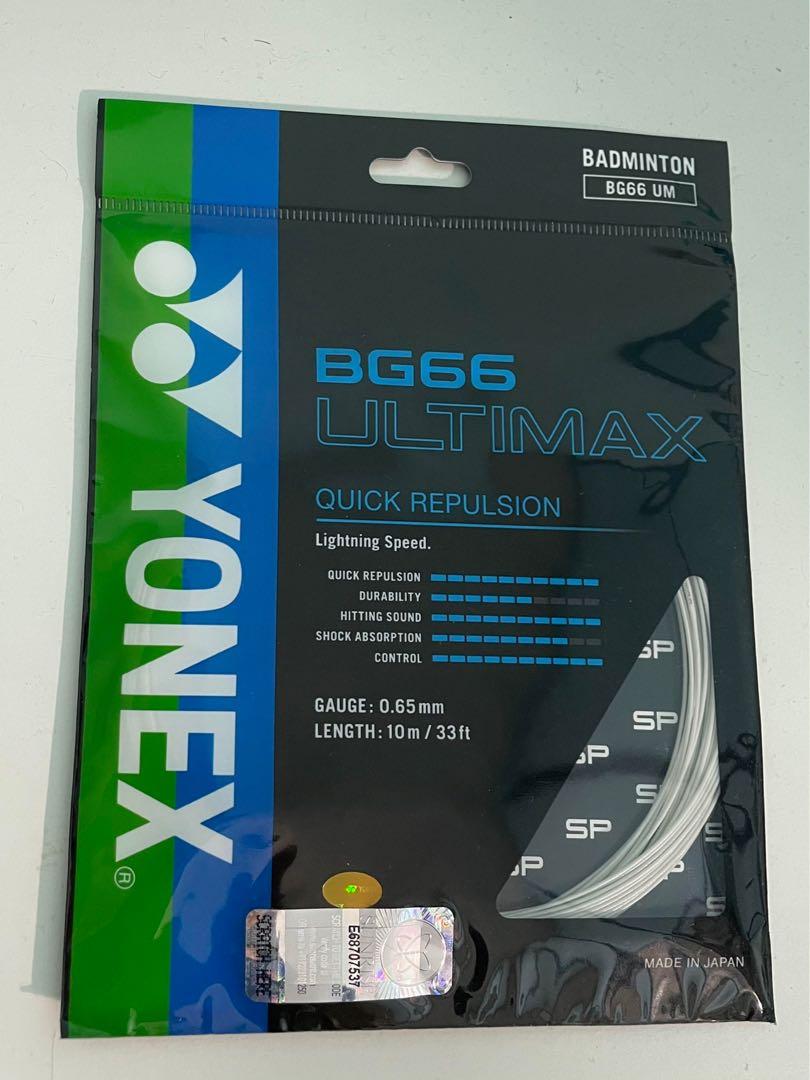 BADMINTON
BG66 UM
YONEX®
BG66
ULTIMAX
QUICK REPULSION
Lightning Speed.
QUICK REPULSION
DURABILITY
HITTING SOUND
SHOCK ABSORPTION
CONTROL
GAUGE: 0.65mm
LENGTH: 10m / 33ft
SP
SP
SP
SP
SUNRISE
E68707537
SCRATCH HERE
MADE IN JAPAN